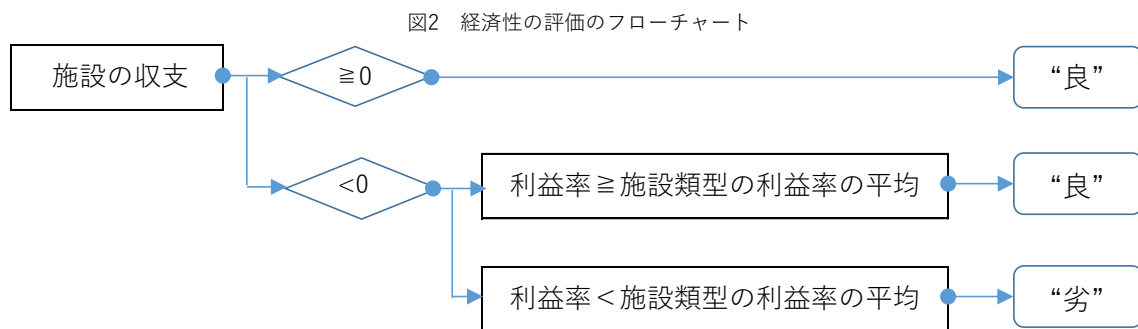 図2　経済性の評価のフローチャート
施設の収支
≧0
“良”
<0
利益率≧施設類型の利益率の平均
“良”
利益率＜施設類型の利益率の平均
“劣”